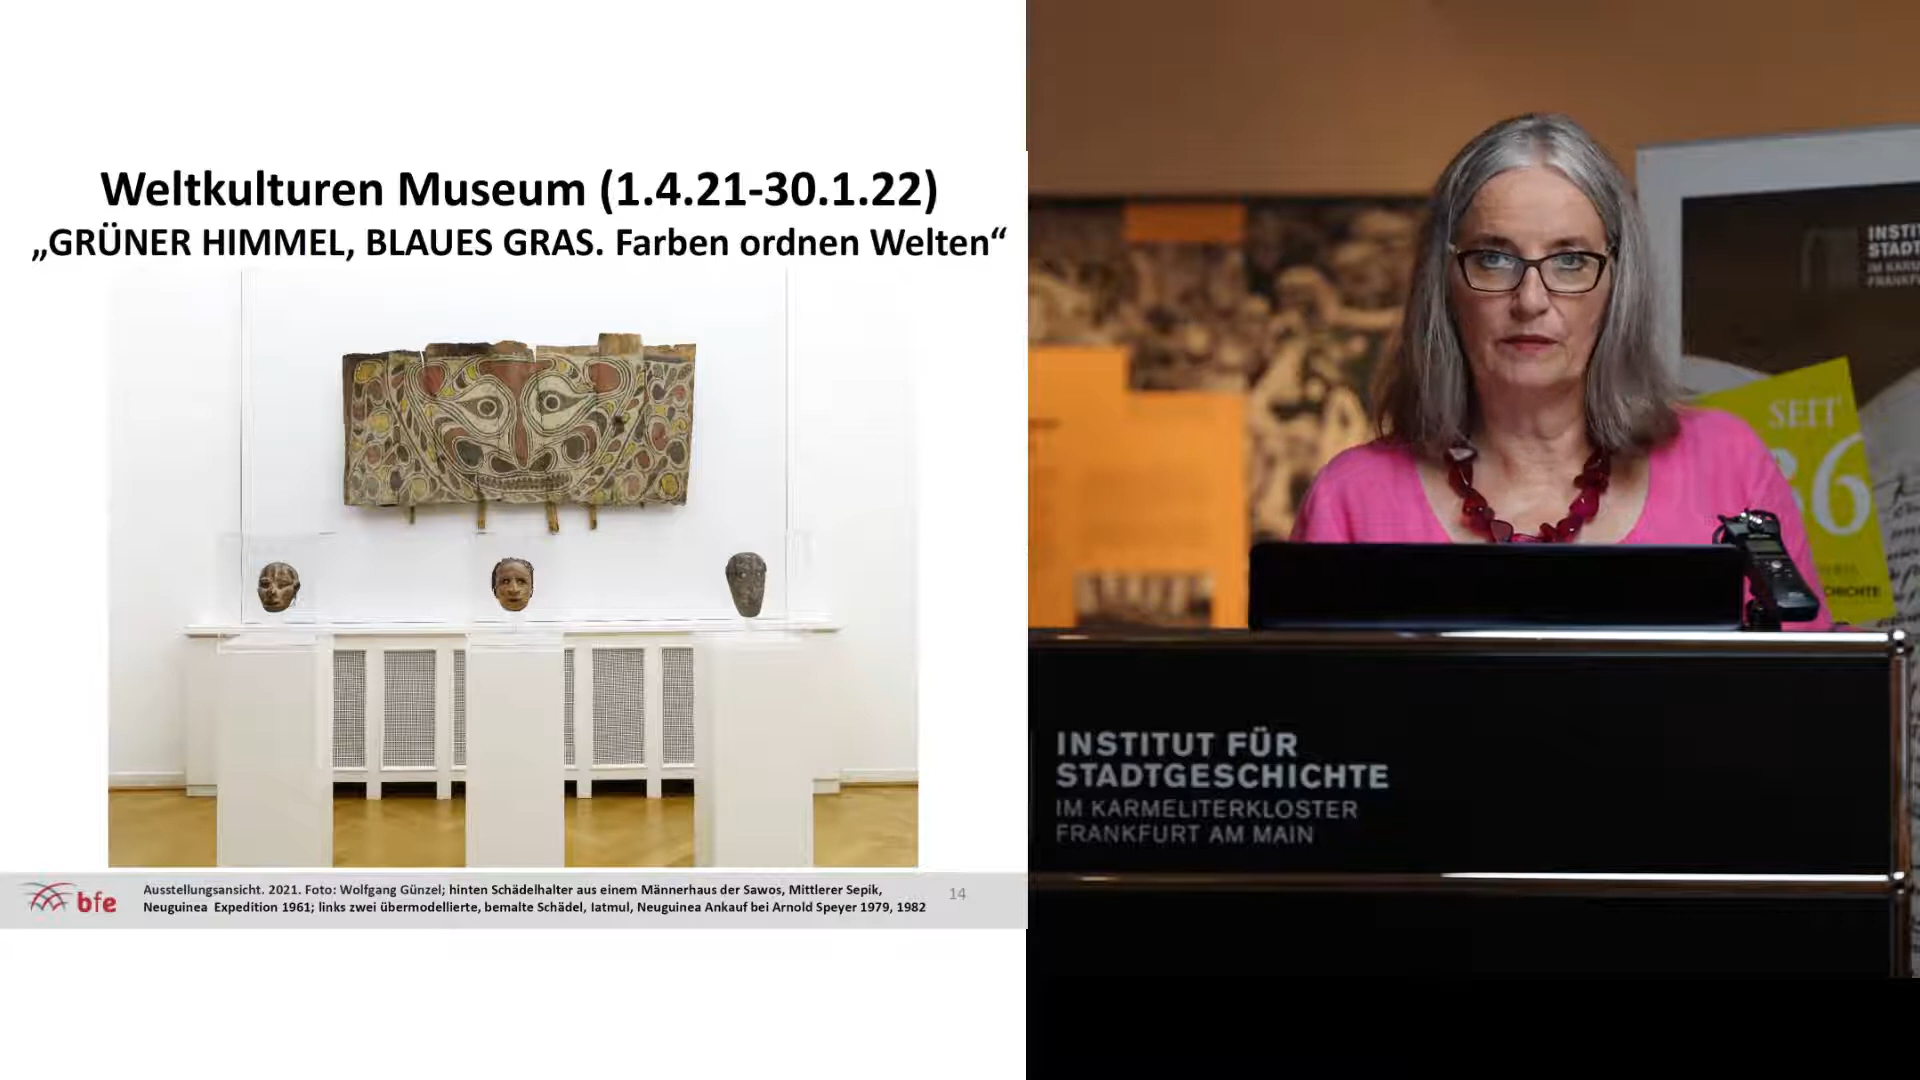 Weltkulturen Museum (1.4.21-30.1.22)
„GRÜNER HIMMEL, BLAUES GRAS. Farben ordnen Welten“
bfe
Ausstellungsansicht. 2021. Foto: Wolfgang Günzel; hinten Schädelhalter aus einem Männerhaus der Sawos, Mittlerer Sepik,
Neuguinea Expedition 1961; links zwei übermodellierte, bemalte Schädel, Iatmul, Neuguinea Ankauf bei Arnold Speyer 1979, 1982
14
SEIT
6
CHICHTE
INSTITUT FÜR
STADTGESCHICHTE
IM KARMELITERKLOSTER
FRANKFURT AM MAIN